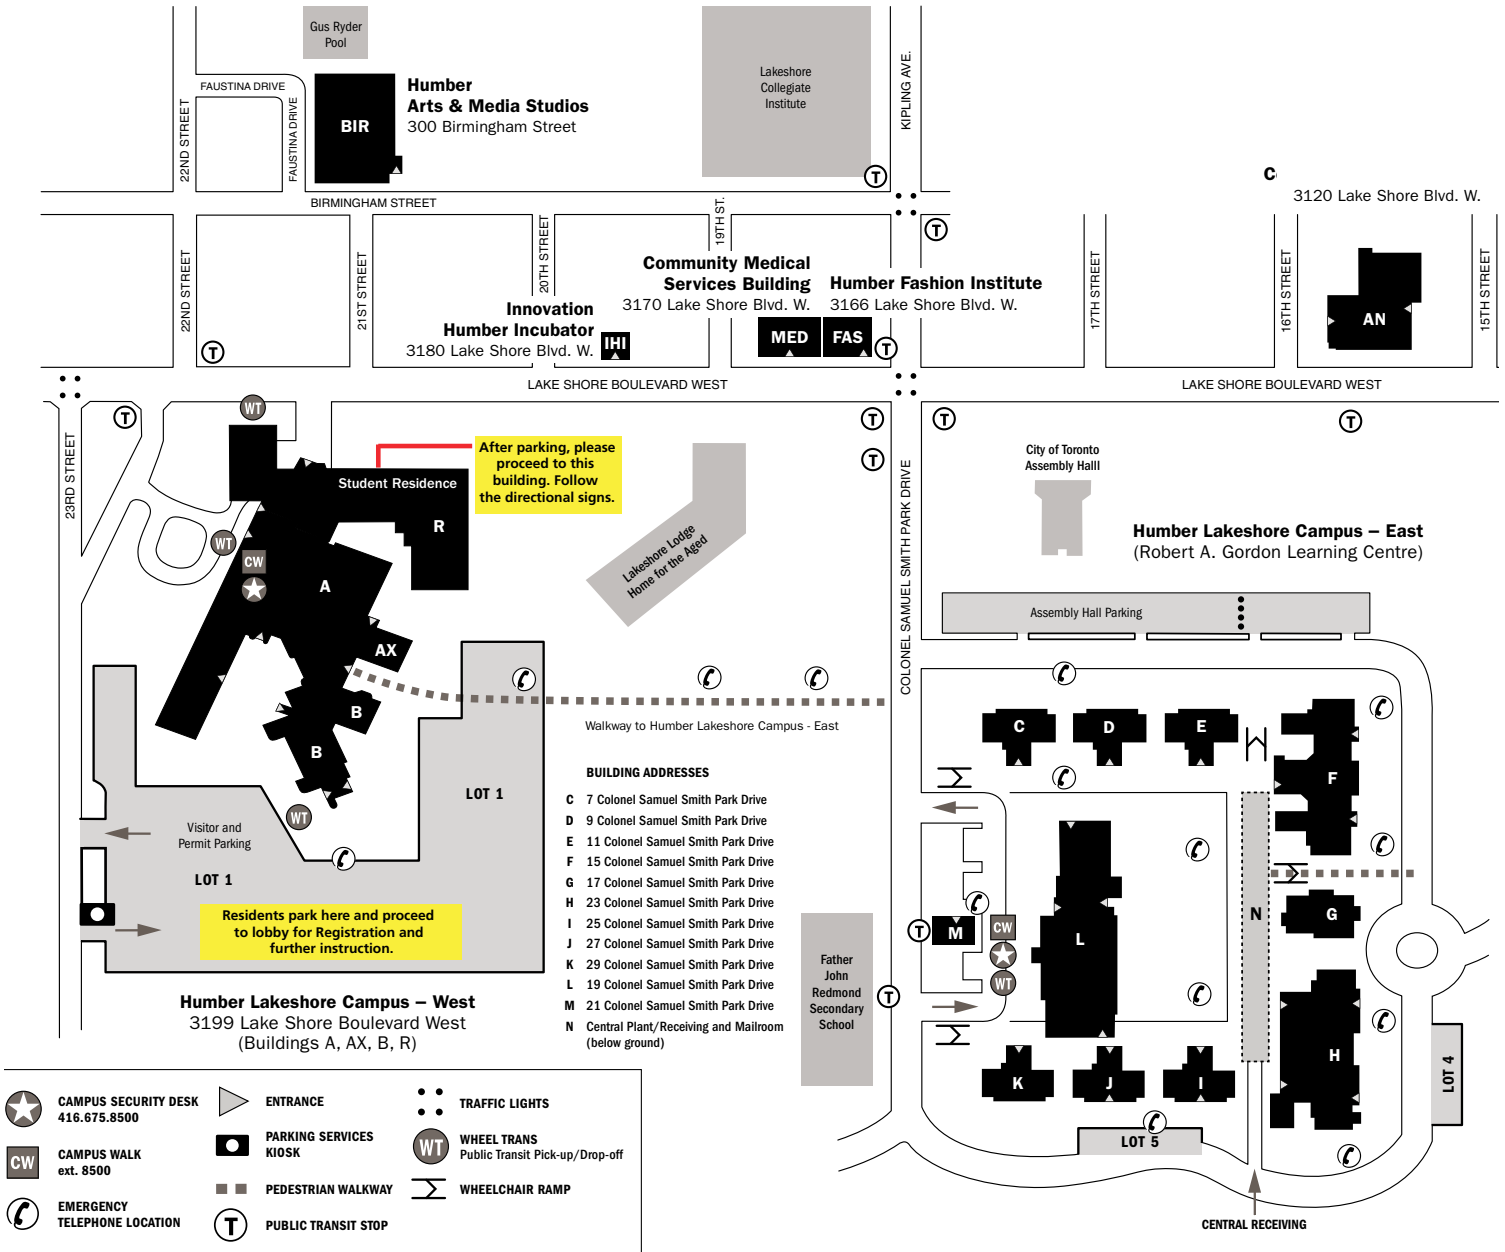 Gus Ryder
Pool
FAUSTINA DRIVE
FAUSTINA DRIVE
22ND STREET
BIR
Humber
Arts & Media Studios
300 Birmingham Street
Lakeshore
Collegiate
Institute
KIPLING AVE.
T
C
3120 Lake Shore Blvd. W.
BIRMINGHAM STREET
19TH ST.
T
22ND STREET
21ST STREET
20TH STREET
17TH STREET
16TH STREET
15TH STREET
Community Medical
Services Building
3170 Lake Shore Blvd. W.
Humber Fashion Institute
3166 Lake Shore Blvd. W.
Innovation
Humber Incubator
3180 Lake Shore Blvd. W.
IHI
MED
FAS
T
T
AN
LAKE SHORE BOULEVARD WEST
LAKE SHORE BOULEVARD WEST
T
WT
T
T
T
T
23RD STREET
After parking, please
proceed to this
building. Follow
the directional signs.
Student Residence
R
WT
CW
A
AX
B
B
WT
Lakeshore Lodge
Home for the Aged
COLONEL SAMUEL SMITH PARK DRIVE
City of Toronto
Assembly Halll
Humber Lakeshore Campus – East
(Robert A. Gordon Learning Centre)
Assembly Hall Parking
Walkway to Humber Lakeshore Campus - East
LOT 1
Visitor and
Permit Parking
LOT 1
Residents park here and proceed
to lobby for Registration and
further instruction.
Humber Lakeshore Campus – West
3199 Lake Shore Boulevard West
(Buildings A, AX, B, R)
BUILDING ADDRESSES
C 7 Colonel Samuel Smith Park Drive
D 9 Colonel Samuel Smith Park Drive
E 11 Colonel Samuel Smith Park Drive
F 15 Colonel Samuel Smith Park Drive
G 17 Colonel Samuel Smith Park Drive
H 23 Colonel Samuel Smith Park Drive
I 25 Colonel Samuel Smith Park Drive
J 27 Colonel Samuel Smith Park Drive
K 29 Colonel Samuel Smith Park Drive
L 19 Colonel Samuel Smith Park Drive
M 21 Colonel Samuel Smith Park Drive
N Central Plant/Receiving and Mailroom
(below ground)
Father
John
Redmond
Secondary
School
T
T
C
D
E
F
G
H
I
J
K
L
M
N
CW
WT
LOT 4
LOT 5
CENTRAL RECEIVING
CAMPUS SECURITY DESK
416.675.8500
CW
CAMPUS WALK
ext. 8500
EMERGENCY
TELEPHONE LOCATION
ENTRANCE
PARKING SERVICES
KIOSK
PEDESTRIAN WALKWAY
T
PUBLIC TRANSIT STOP
TRAFFIC LIGHTS
WT
WHEEL TRANS
Public Transit Pick-up/Drop-off
WHEELCHAIR RAMP